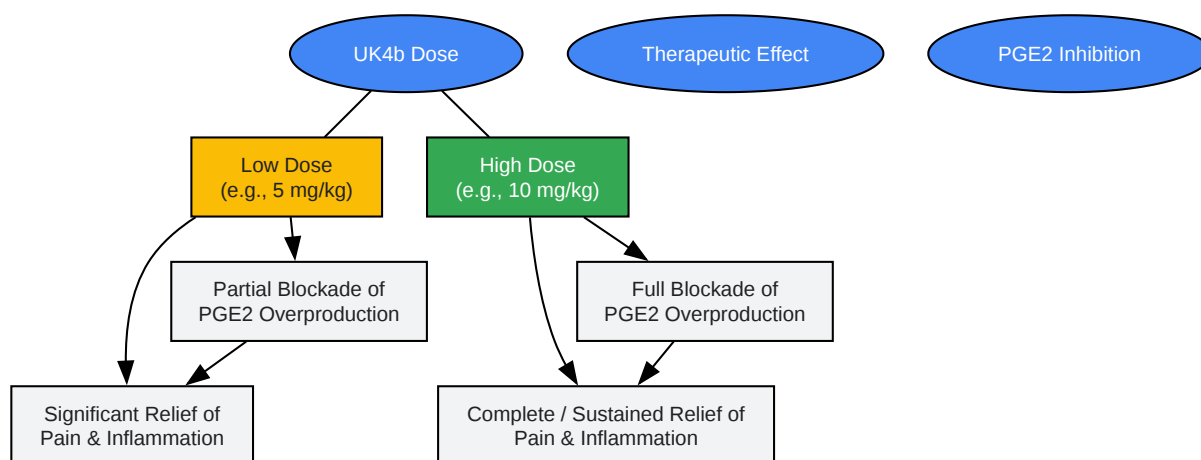 UK4b Dose
Therapeutic Effect
PGE2 Inhibition
Low Dose
(e.g., 5 mg/kg)
High Dose
(e.g., 10 mg/kg)
Partial Blockade of
PGE2 Overproduction
Full Blockade of
PGE2 Overproduction
Significant Relief of
Pain & Inflammation
Complete / Sustained Relief of
Pain & Inflammation